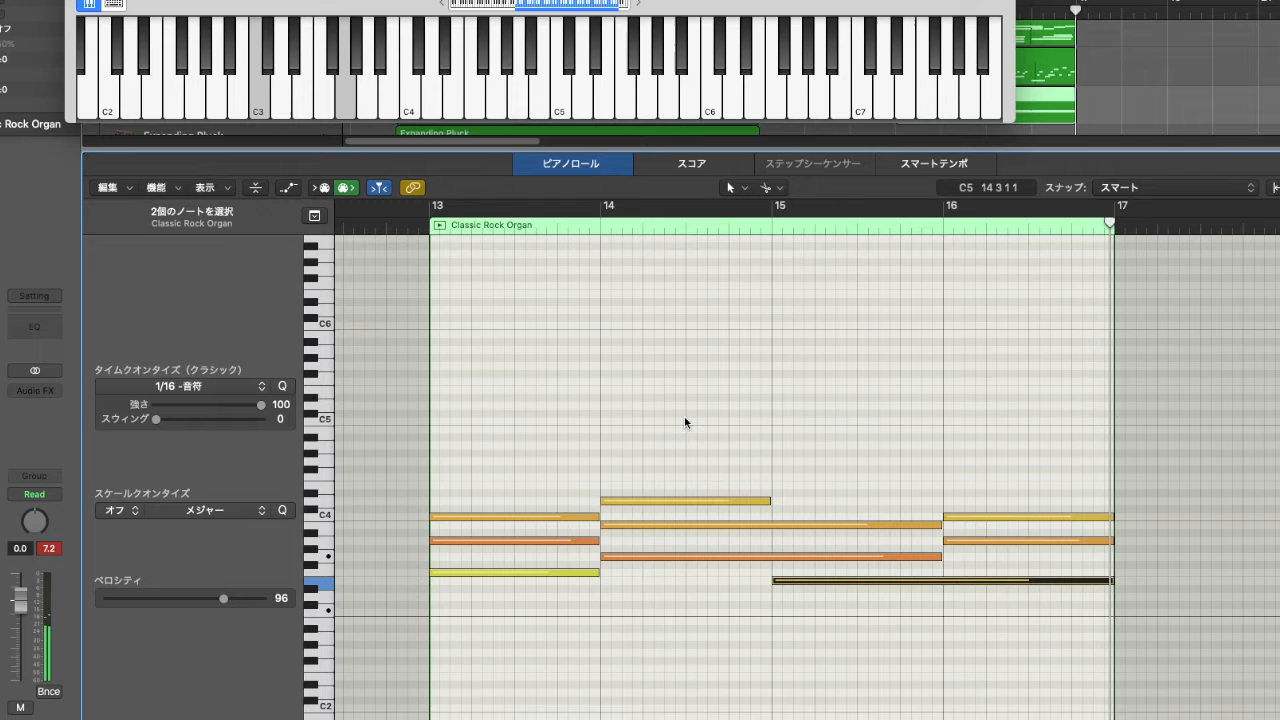 オフ
50%
±0
±0
C2
C3
C4
C5
C6
C7
c Rock Organ
Expanding Pluck
Expanding Pluck
ピアノロール
スコア
ステップシーケンサー
スマートテンポ
編集
機能
表示
C5 14 3 1 1
スナップ:
スマート
2個のノートを選択
Classic Rock Organ
13
14
15
16
17
Classic Rock Organ
Setting
EQ
Audio FX
Group
Read
0.0
7.2
Bnce
M
タイムクオンタイズ（クラシック）
1/16 -音符
Q
強さ
100
スウィング
0
スケールクオンタイズ
オフ
メジャー
Q
ベロシティ
96
C6
C5
C4
C2